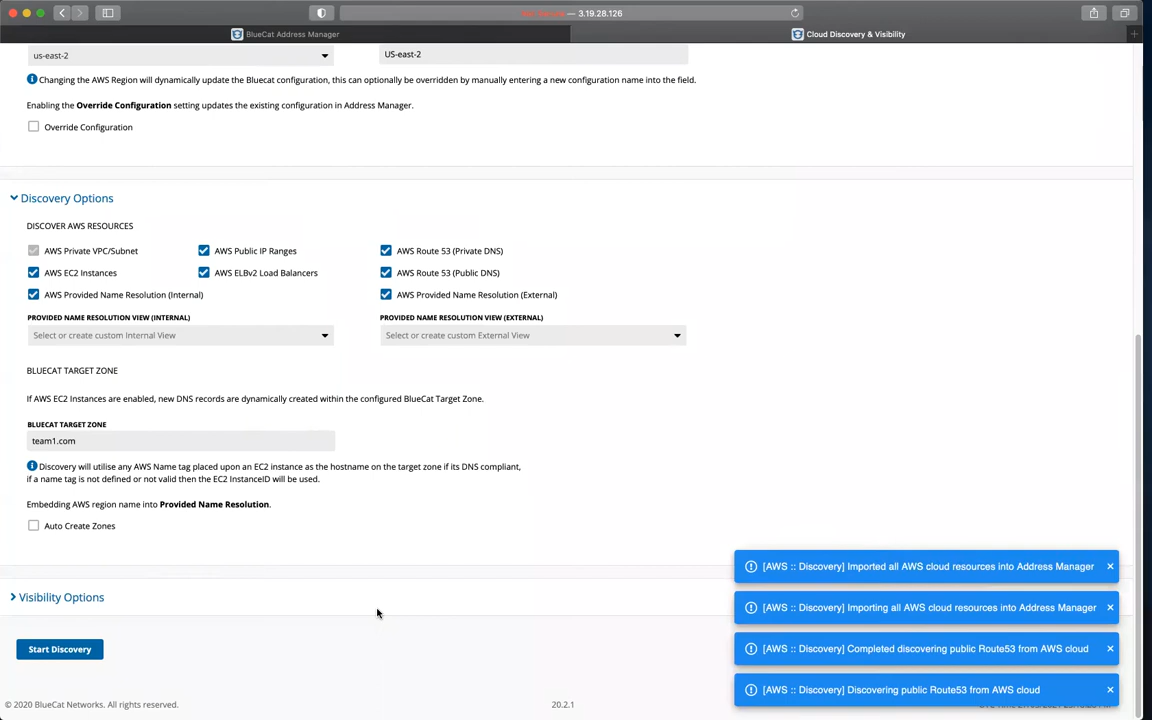 — 3.19.28.126
BlueCat Address Manager
Cloud Discovery & Visibility
us-east-2
US-east-2
Changing the AWS Region will dynamically update the Bluecat configuration, this can optionally be overridden by manually entering a new configuration name into the field.
Enabling the Override Configuration setting updates the existing configuration in Address Manager.
Override Configuration
Discovery Options
DISCOVER AWS RESOURCES
AWS Private VPC/Subnet
AWS Public IP Ranges
AWS Route 53 (Private DNS)
AWS EC2 Instances
AWS ELBv2 Load Balancers
AWS Route 53 (Public DNS)
AWS Provided Name Resolution (Internal)
AWS Provided Name Resolution (External)
PROVIDED NAME RESOLUTION VIEW (INTERNAL)
PROVIDED NAME RESOLUTION VIEW (EXTERNAL)
Select or create custom Internal View
Select or create custom External View
BLUECAT TARGET ZONE
If AWS EC2 Instances are enabled, new DNS records are dynamically created within the configured BlueCat Target Zone.
BLUECAT TARGET ZONE
team1.com
Discovery will utilise any AWS Name tag placed upon an EC2 instance as the hostname on the target zone if its DNS compliant,
if a name tag is not defined or not valid then the EC2 InstanceID will be used.
Embedding AWS region name into Provided Name Resolution.
Auto Create Zones
[AWS :: Discovery] Imported all AWS cloud resources into Address Manager
Visibility Options
[AWS :: Discovery] Importing all AWS cloud resources into Address Manager
Start Discovery
[AWS :: Discovery] Completed discovering public Route53 from AWS cloud
[AWS :: Discovery] Discovering public Route53 from AWS cloud
© 2020 BlueCat Networks. All rights reserved.
20.2.1